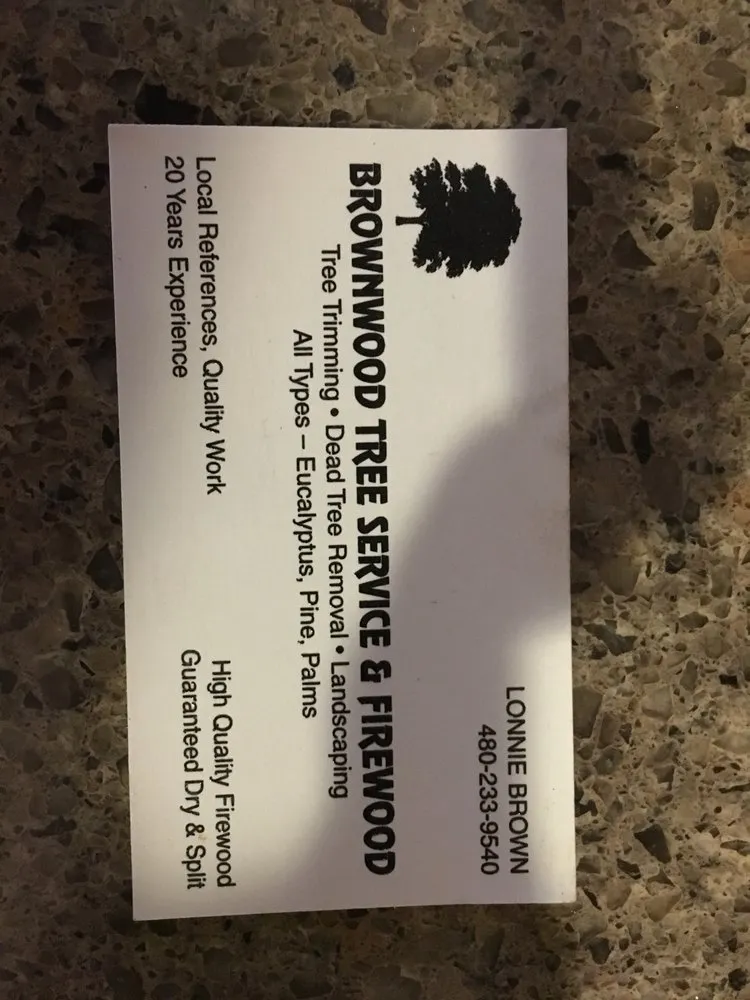 LONNIE BROWN
480-233-9540
BROWNWOOD TREE SERVICE & FIREWOOD
Tree Trimming • Dead Tree Removal • Landscaping
All Types – Eucalyptus, Pine, Palms
Local References, Quality Work
20 Years Experience
High Quality Firewood
Guaranteed Dry & Split